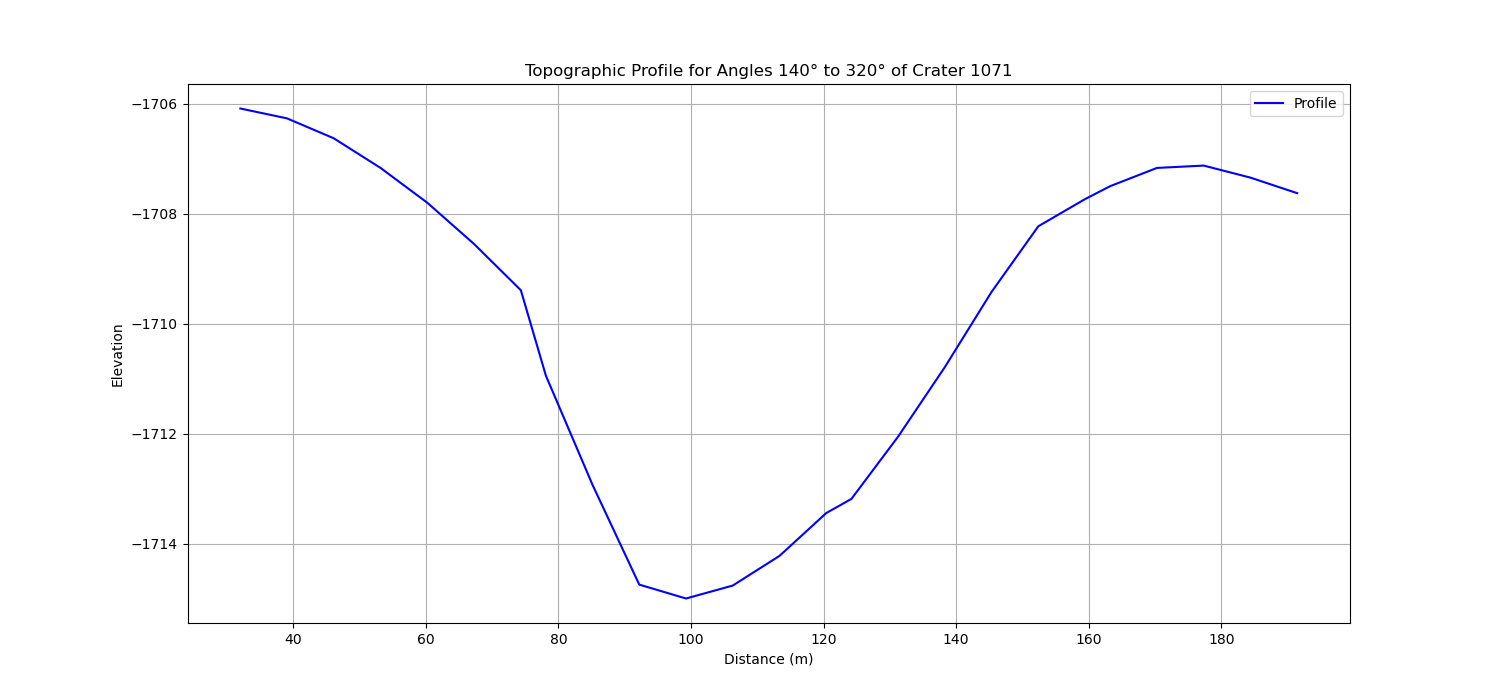 Topographic Profile for Angles 140° to 320° of Crater 1071
Profile
−1706
−1708
−1710
−1712
−1714
Elevation
40 60 80 100 120 140 160 180
Distance (m)